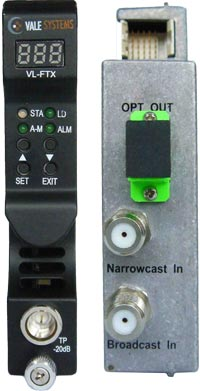 VALE SYSTEMS
888
VL-FTX
STA LD
A-M ALM
SET EXIT
TP
-20dB
OPT OUT
Narrowcast In
Broadcast In